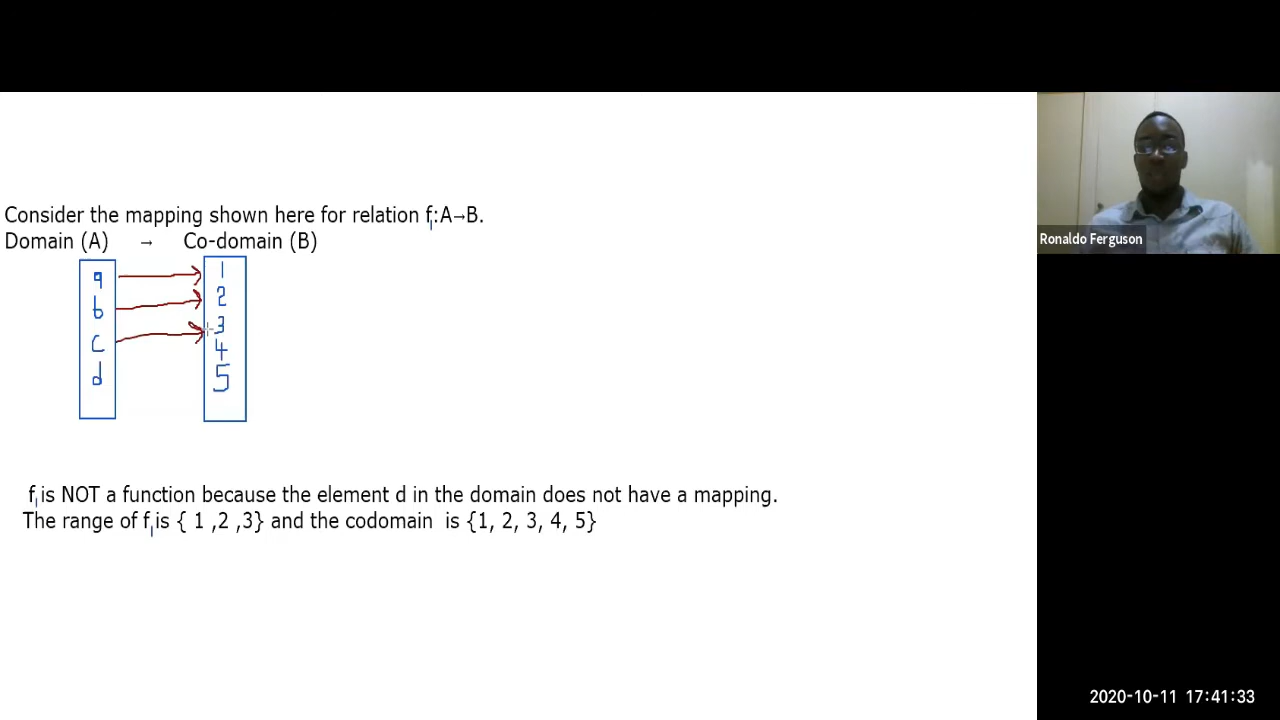 Consider the mapping shown here for relation f₁:A→B.
Domain (A) → Co-domain (B)
a 1
b 2
c 3
4
d 5
f₁ is NOT a function because the element d in the domain does not have a mapping.
The range of f₁ is { 1 ,2 ,3} and the codomain is {1, 2, 3, 4, 5}
Ronaldo Ferguson
2020-10-11 17:41:33